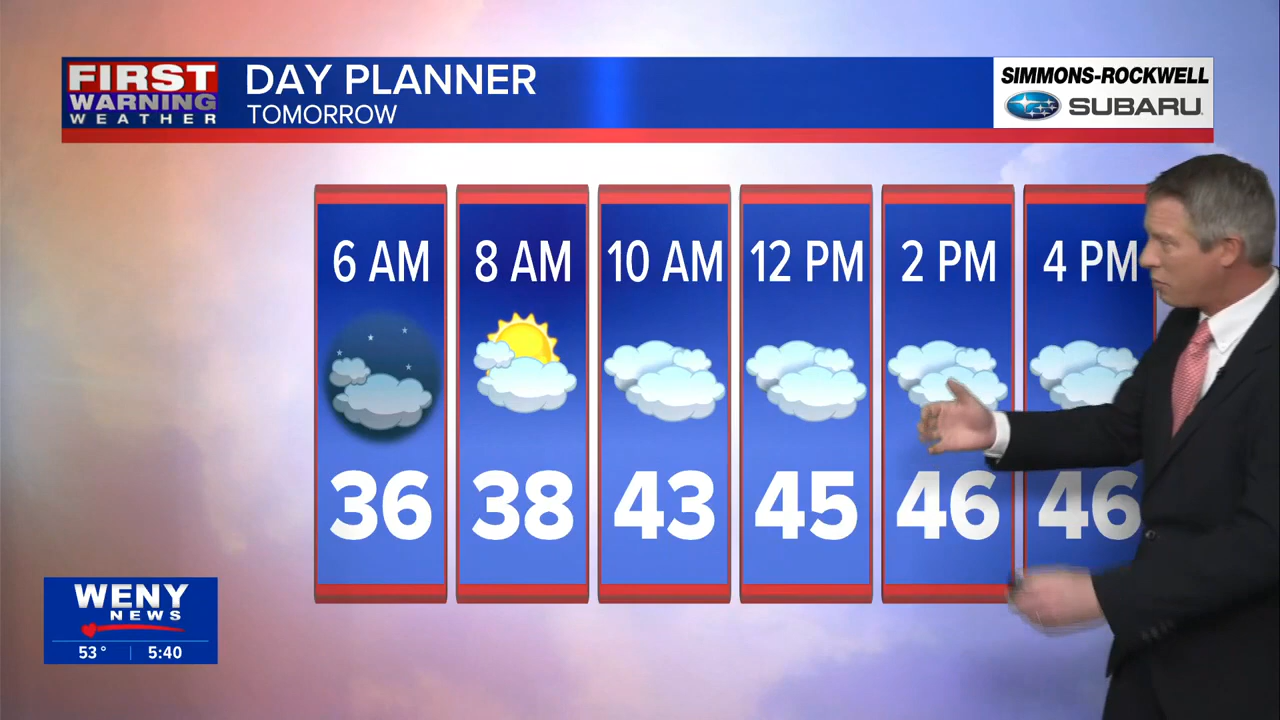 FIRST
WARNING
WEATHER
DAY PLANNER
TOMORROW
SIMMONS-ROCKWELL
SUBARU
6 AM
8 AM
10 AM
12 PM
2 PM
4 PM
36
38
43
45
46
46
WENY
NEWS
53° | 5:40